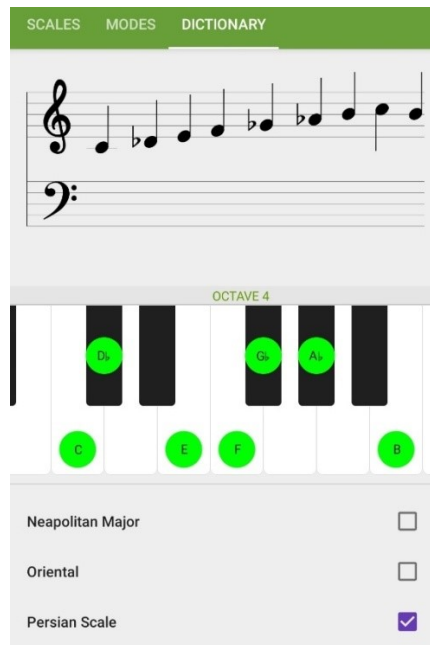 SCALES MODES DICTIONARY
OCTAVE 4
D♭ G♭ A♭
C E F B
Neapolitan Major
Oriental
Persian Scale